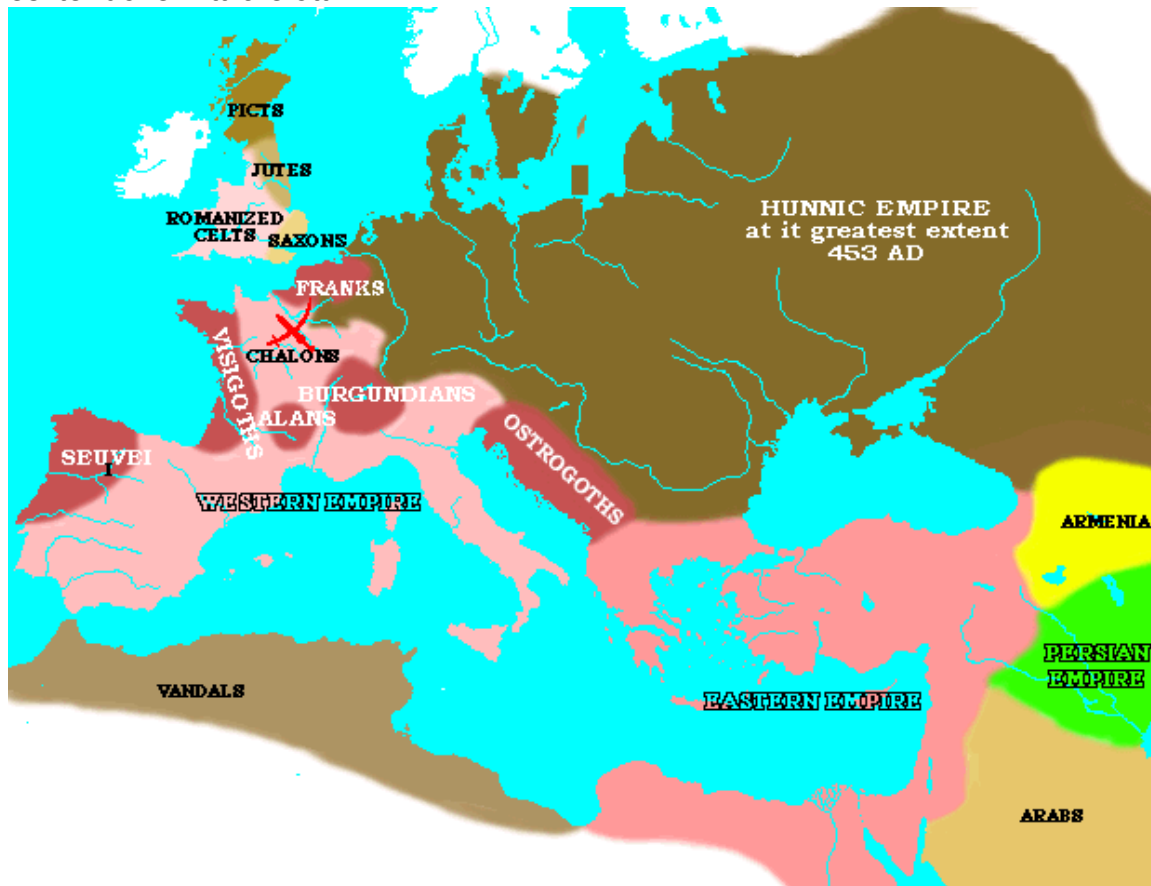 PICTS
JUTES
ROMANIZED
CELTS
SAXONS
HUNNIC EMPIRE
at it greatest extent
453 AD
FRANKS
VISIGOTHS
CHALONS
BURGUNDIANS
ALANS
OSTROGOTHS
SEUVEI
I
WESTERN EMPIRE
ARMENIA
PERSIAN
EMPIRE
VANDALS
EASTERN EMPIRE
ARABS